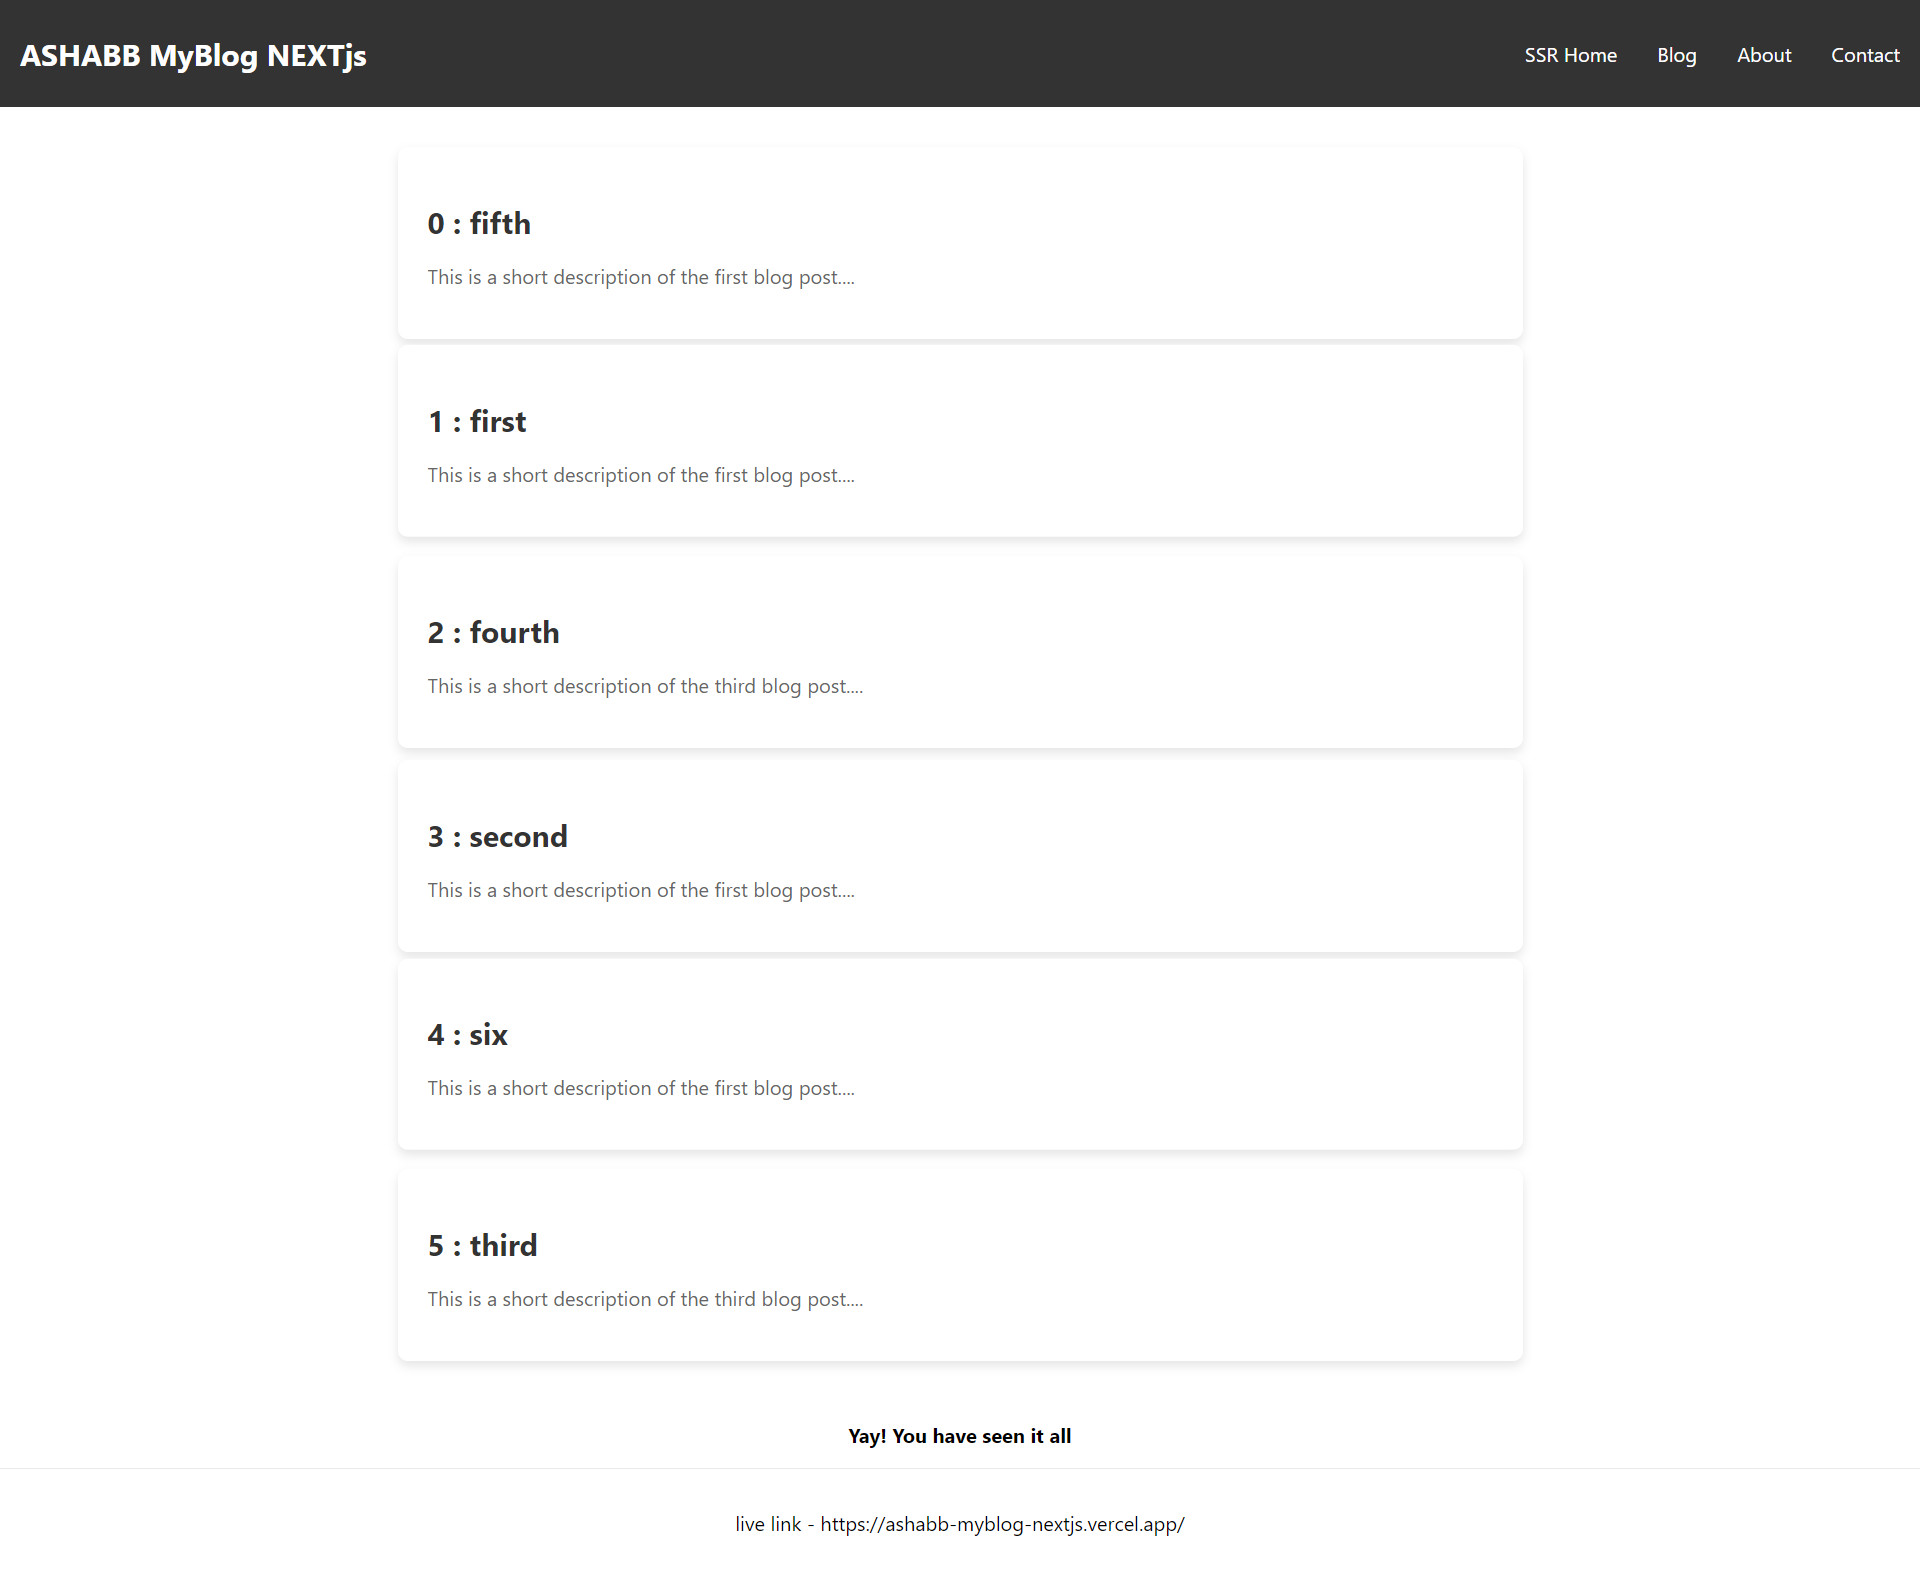 ASHABB MyBlog NEXTjs
SSR Home Blog About Contact
0 : fifth
This is a short description of the first blog post....
1 : first
This is a short description of the first blog post....
2 : fourth
This is a short description of the third blog post....
3 : second
This is a short description of the first blog post....
4 : six
This is a short description of the first blog post....
5 : third
This is a short description of the third blog post....
Yay! You have seen it all
live link - https://ashabb-myblog-nextjs.vercel.app/